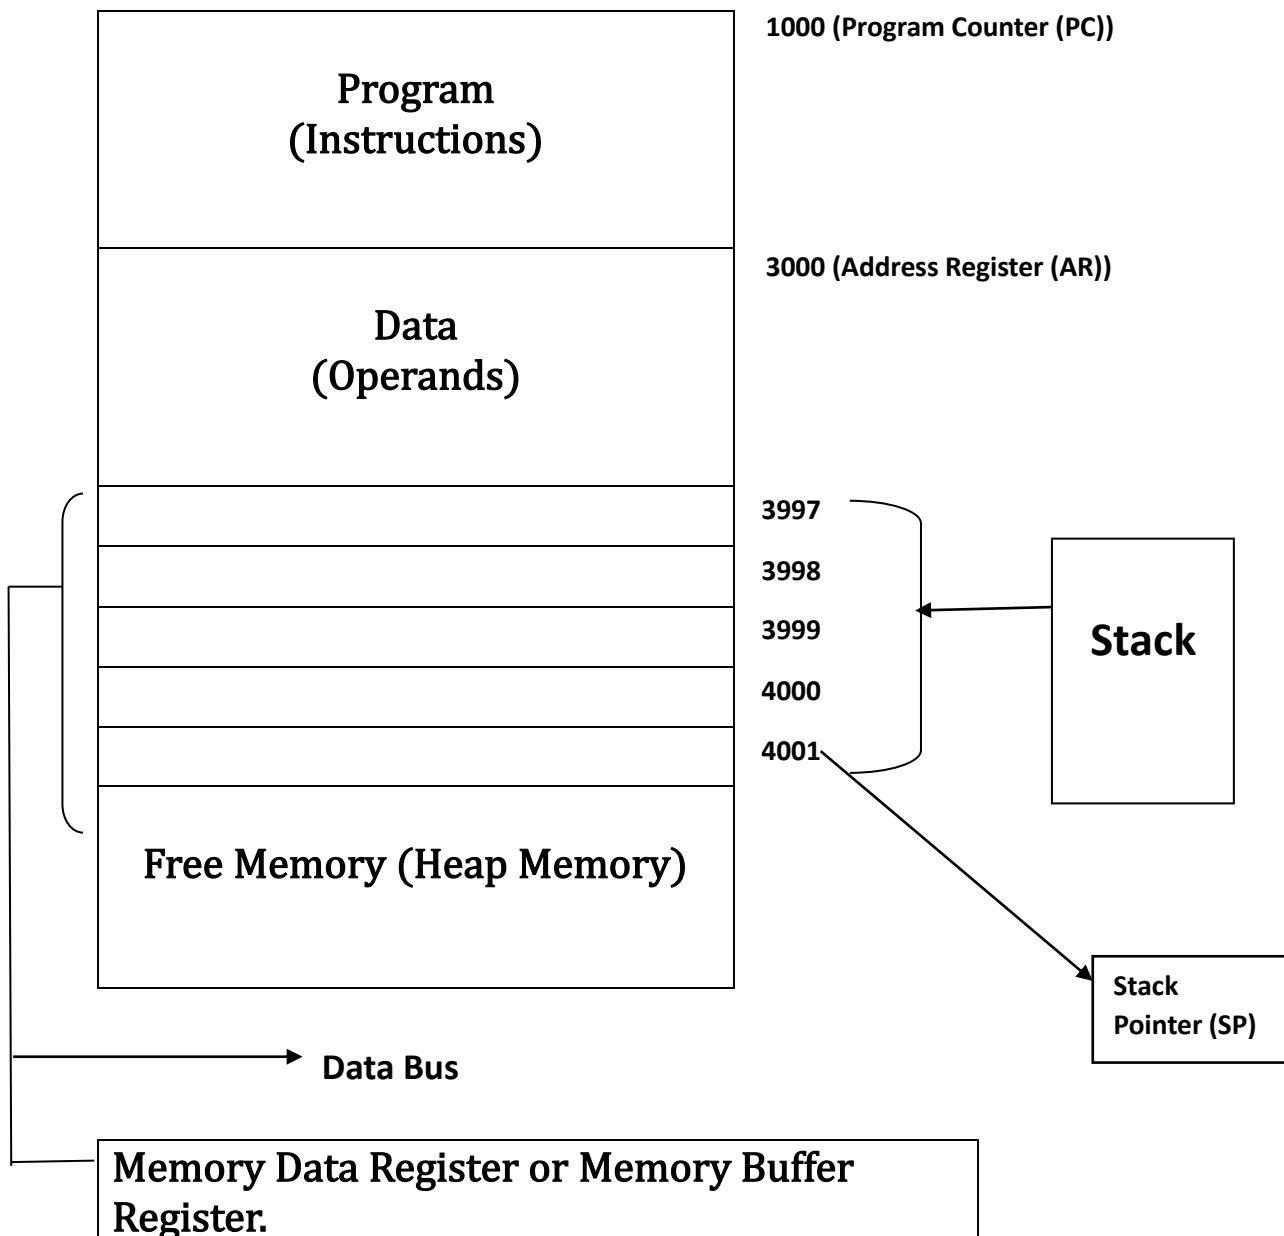 1000 (Program Counter (PC))
Program
(Instructions)
3000 (Address Register (AR))
Data
(Operands)
3997
3998
3999
4000
4001
Stack
Free Memory (Heap Memory)
Stack
Pointer (SP)
Data Bus
Memory Data Register or Memory Buffer
Register.